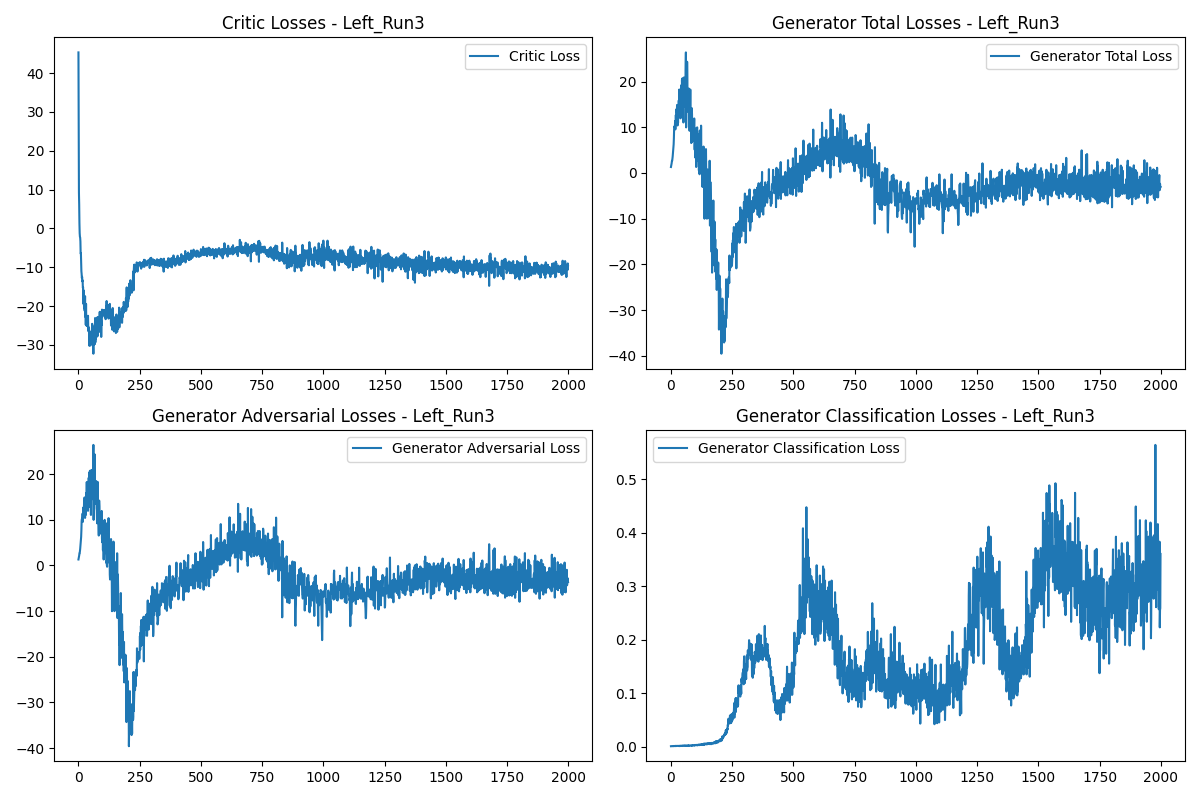 Critic Losses - Left_Run3
Critic Loss
40
30
20
10
0
−10
−20
−30
0 250 500 750 1000 1250 1500 1750 2000
Generator Total Losses - Left_Run3
Generator Total Loss
20
10
0
−10
−20
−30
−40
0 250 500 750 1000 1250 1500 1750 2000
Generator Adversarial Losses - Left_Run3
Generator Adversarial Loss
20
10
0
−10
−20
−30
−40
0 250 500 750 1000 1250 1500 1750 2000
Generator Classification Losses - Left_Run3
Generator Classification Loss
0.5
0.4
0.3
0.2
0.1
0.0
0 250 500 750 1000 1250 1500 1750 2000